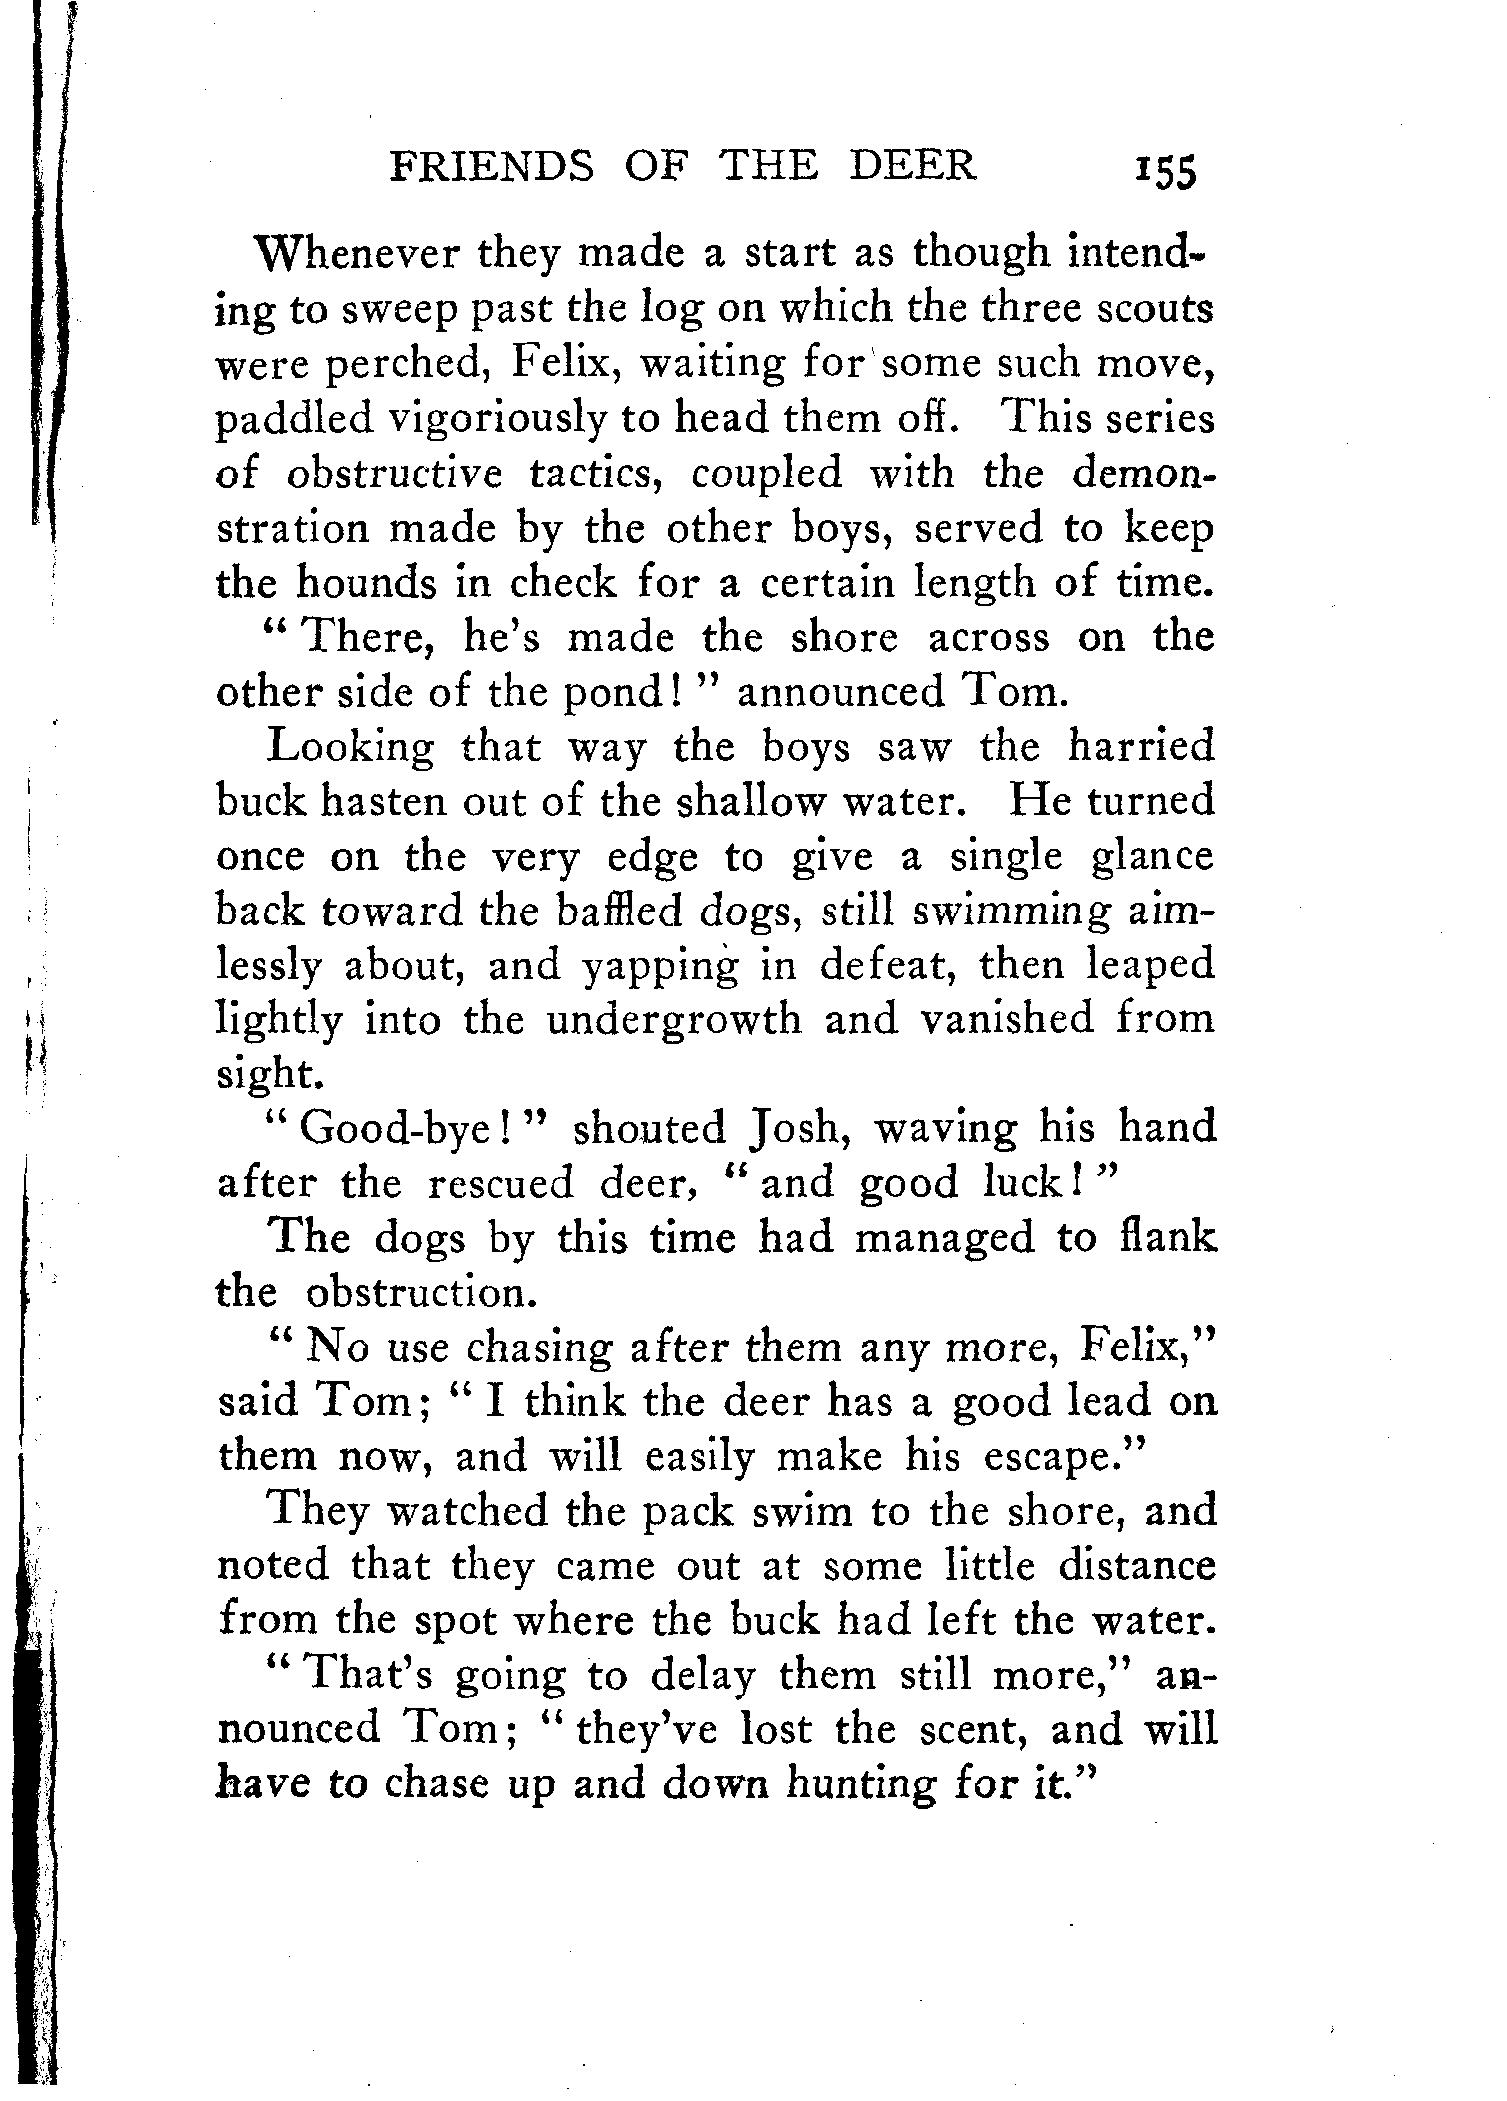 FRIENDS OF THE DEER 155
Whenever they made a start as though intend-
ing to sweep past the log on which the three scouts
were perched, Felix, waiting for some such move,
paddled vigoriously to head them off. This series
of obstructive tactics, coupled with the demon-
stration made by the other boys, served to keep
the hounds in check for a certain length of time.
" There, he's made the shore across on the
other side of the pond! " announced Tom.
Looking that way the boys saw the harried
buck hasten out of the shallow water. He turned
once on the very edge to give a single glance
back toward the baffled dogs, still swimming aim-
lessly about, and yapping in defeat, then leaped
lightly into the undergrowth and vanished from
sight.
" Good-bye! " shouted Josh, waving his hand
after the rescued deer, " and good luck! "
The dogs by this time had managed to flank
the obstruction.
" No use chasing after them any more, Felix,"
said Tom; " I think the deer has a good lead on
them now, and will easily make his escape."
They watched the pack swim to the shore, and
noted that they came out at some little distance
from the spot where the buck had left the water.
" That's going to delay them still more," an-
nounced Tom; " they've lost the scent, and will
have to chase up and down hunting for it."